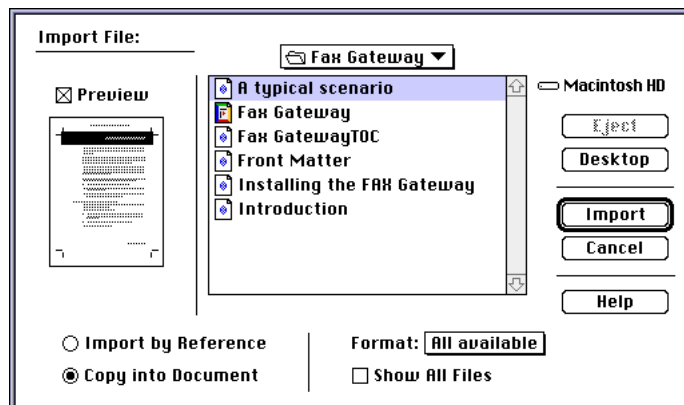 Import File:
Fax Gateway
Preview
A typical scenario
Fax Gateway
Fax GatewayTOC
Front Matter
Installing the FAX Gateway
Introduction
Macintosh HD
Eject
Desktop
Import
Cancel
Help
Import by Reference
Copy into Document
Format: All available
Show All Files